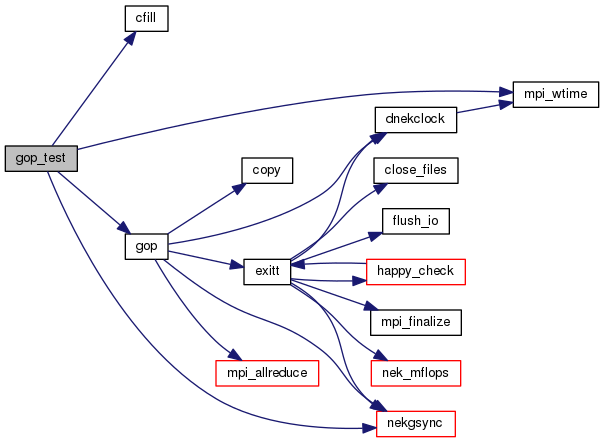 cfill
mpi_wtime
dnekclock
gop_test
copy
close_files
flush_io
gop
exitt
happy_check
mpi_finalize
mpi_allreduce
nek_mflops
nekgsync